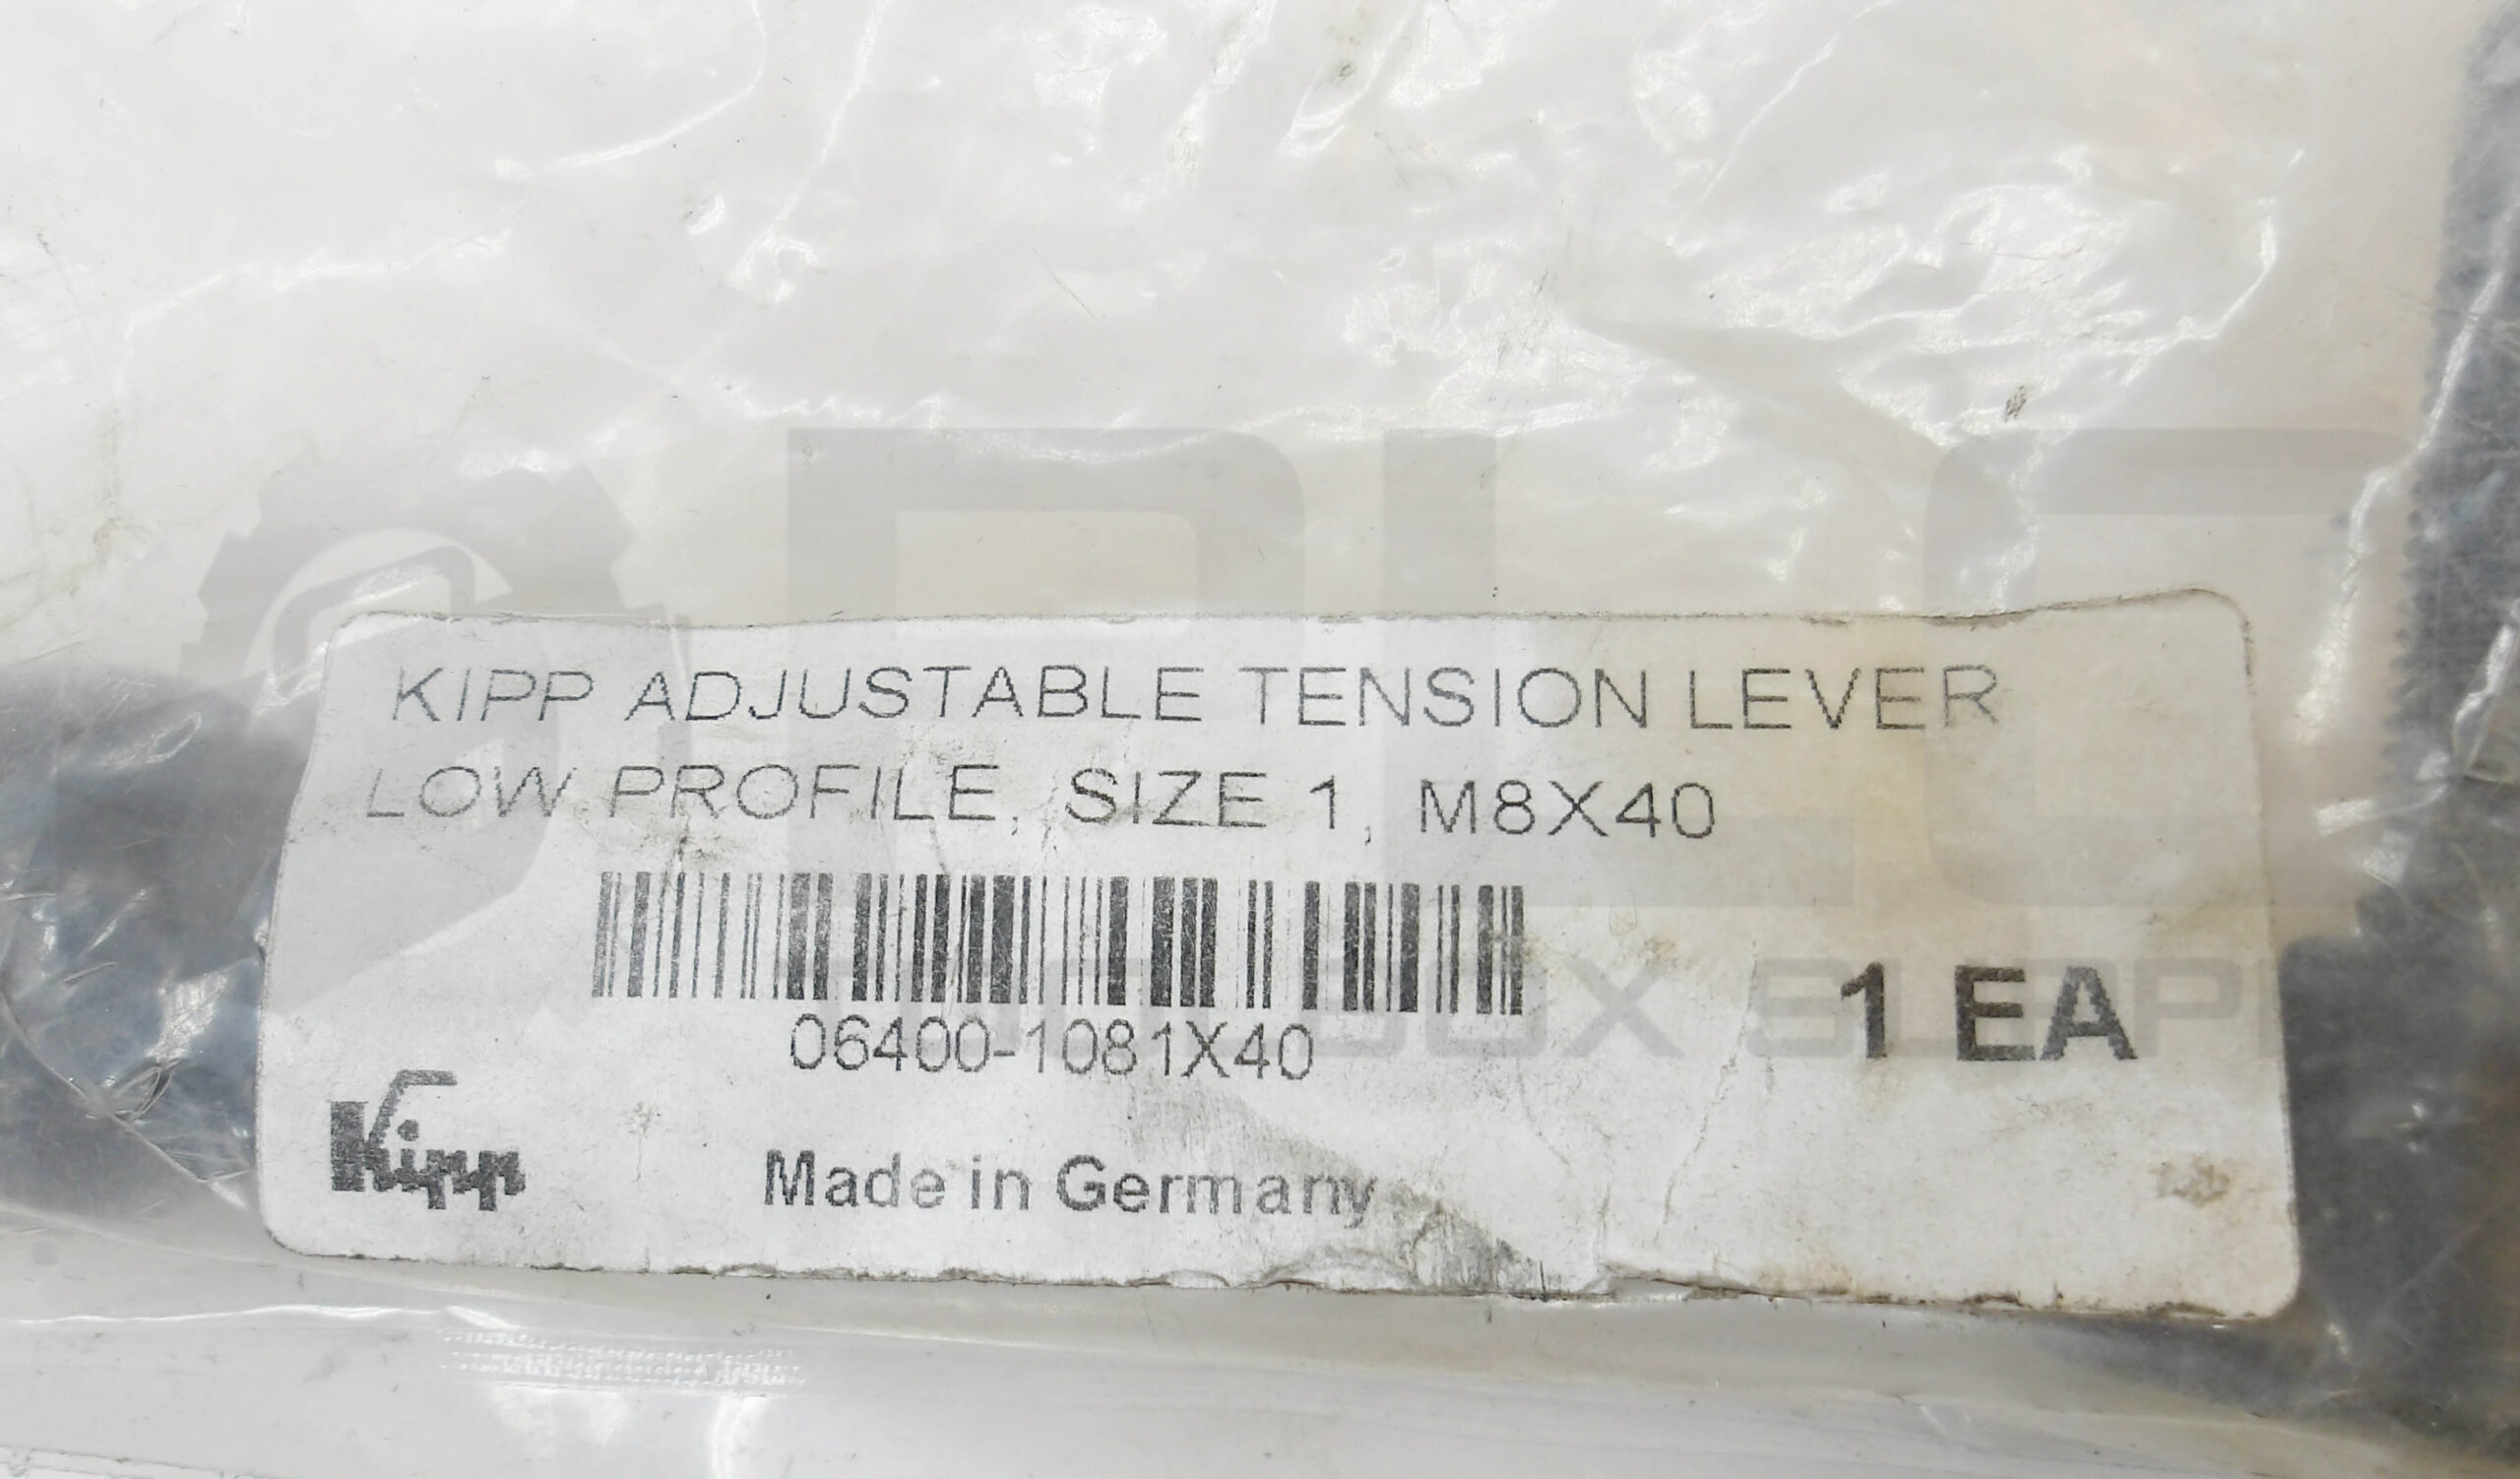 KIPP ADJUSTABLE TENSION LEVER
LOW PROFILE, SIZE 1, M8X40
06400-1081X40
1 EA
Kipp
Made in Germany